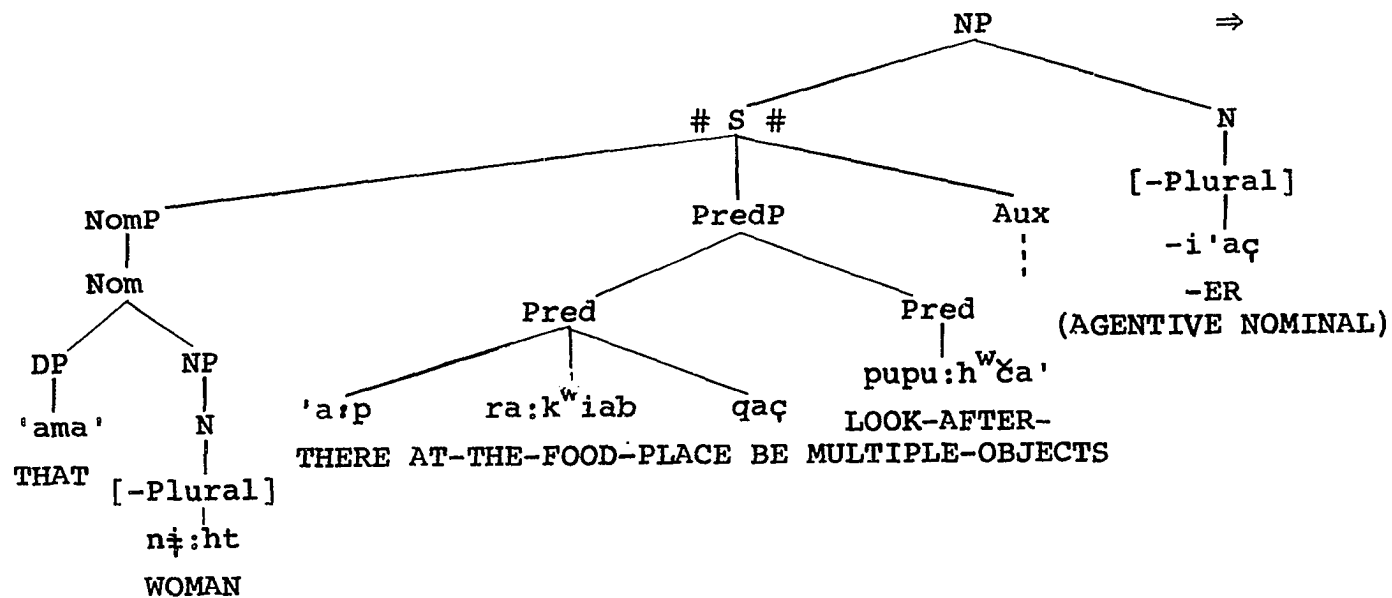 NP ⇒
# S # N
[-Plural]
NomP PredP Aux
-i'aç
Nom
-ER
Pred Pred
(AGENTIVE NOMINAL)
DP NP
pupu:hʷča'
'a:p ra:kʷiab qaç
'ama' N
LOOK-AFTER-
THERE AT-THE-FOOD-PLACE BE MULTIPLE-OBJECTS
THAT
[-Plural]
nɨ̧:ht
WOMAN